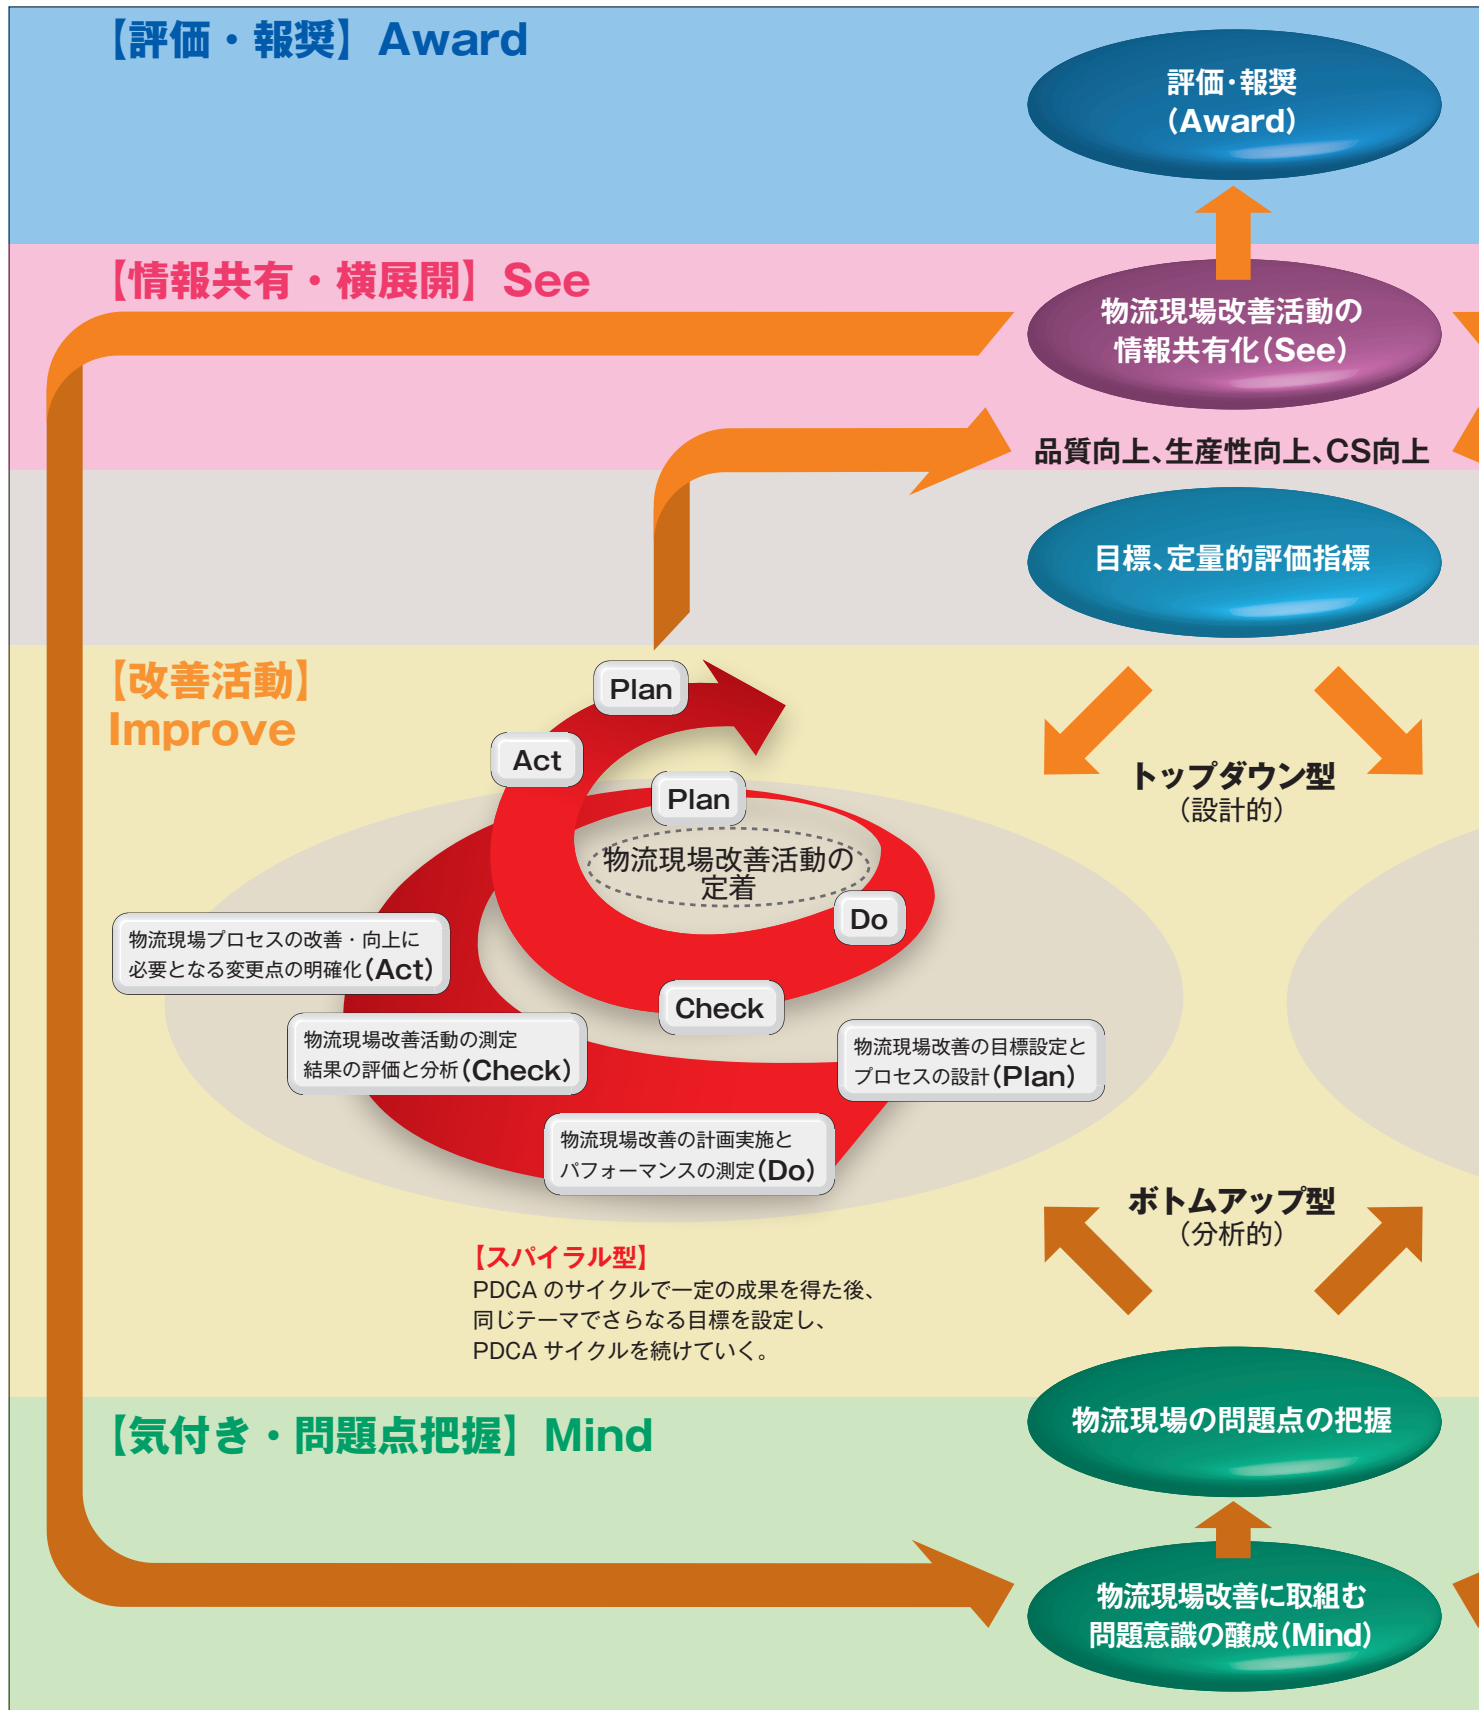 【評価・報奨】Award
評価・報奨
(Award)
【情報共有・横展開】See
物流現場改善活動の
情報共有化(See)
品質向上、生産性向上、CS向上
目標、定量的評価指標
【改善活動】
Improve
Plan
Act
Plan
トップダウン型
(設計的)
物流現場改善活動の
定着
Do
物流現場プロセスの改善・向上に
必要となる変更点の明確化(Act)
Check
物流現場改善活動の測定
結果の評価と分析(Check)
物流現場改善の目標設定と
プロセスの設計(Plan)
物流現場改善の計画実施と
パフォーマンスの測定(Do)
ボトムアップ型
(分析的)
【スパイラル型】
PDCA のサイクルで一定の成果を得た後、
同じテーマでさらなる目標を設定し、
PDCA サイクルを続けていく。
【気付き・問題点把握】Mind
物流現場の問題点の把握
物流現場改善に取組む
問題意識の醸成(Mind)